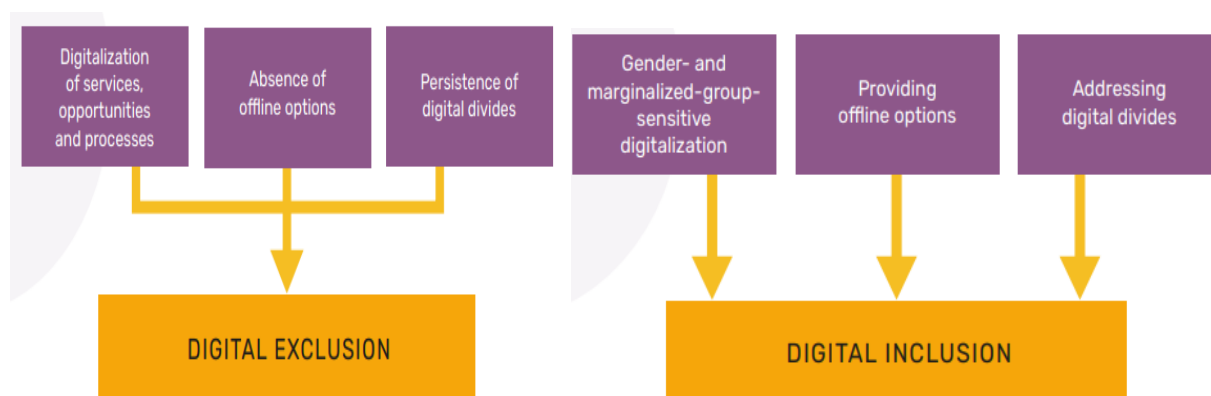 Digitalization
of services,
opportunities
and processes
Absence of
offline options
Persistence of
digital divides
DIGITAL EXCLUSION
Gender- and
marginalized-group-
sensitive
digitalization
Providing
offline options
Addressing
digital divides
DIGITAL INCLUSION